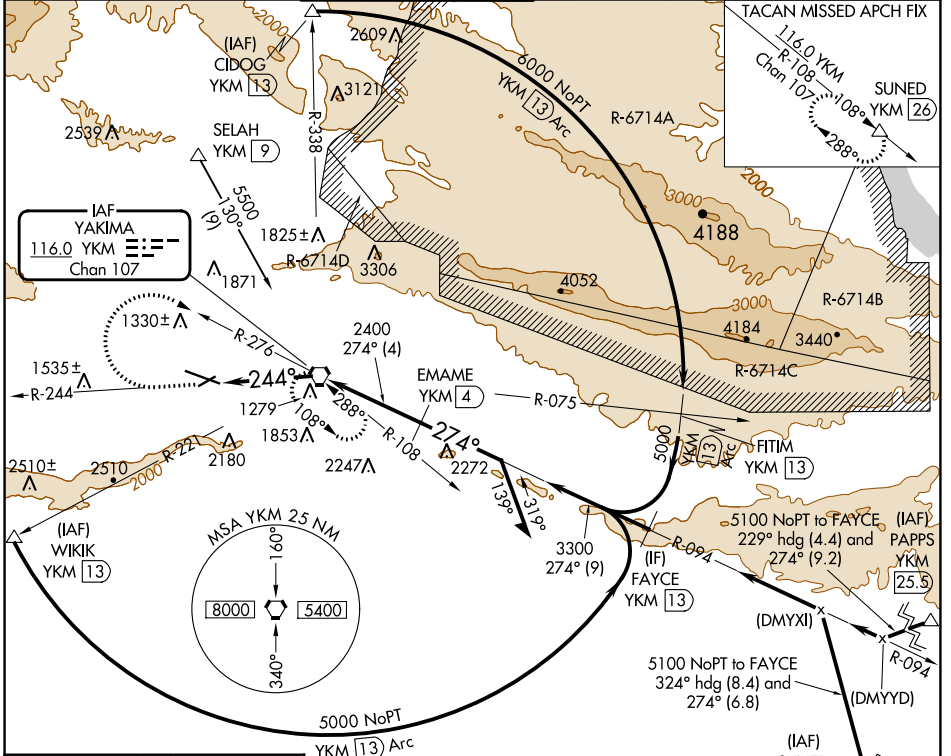 TACAN MISSED APCH FIX
116.0 YKM
Chan 107
R-108
108°
288°
SUNED
YKM 26
2000
2609
(IAF)
CIDOG
YKM 13
3121
6000 NoPT
YKM 13 Arc
R-6714A
2000
2539
SELAH
YKM 9
R-338
3000
4188
5500
130°
(9)
IAF
YAKIMA
116.0 YKM
Chan 107
1825±
R-6714D
3306
1871
4052
3000
R-6714B
4184
3440
R-6714C
1330±
R-276
2400
274° (4)
EMAME
YKM 4
1535±
R-244
244°
R-075
1279
288°
108°
R-108
274°
1853
2180
R-221
2247
2272
5000
YKM 13 Arc
FITIM
YKM 13
2510±
2510
2000
139°
319°
(IAF)
WIKIK
YKM 13
MSA YKM 25 NM
160°
8000
5400
340°
3300
274° (9)
R-094
(IF)
FAYCE
YKM 13
5100 NoPT to FAYCE
229° hdg (4.4) and
274° (9.2)
(IAF)
PAPPS
YKM
25.5
(DMYXI)
R-094
5100 NoPT to FAYCE
324° hdg (8.4) and
274° (6.8)
(DMYYD)
5000 NoPT
YKM 13 Arc
(IAF)